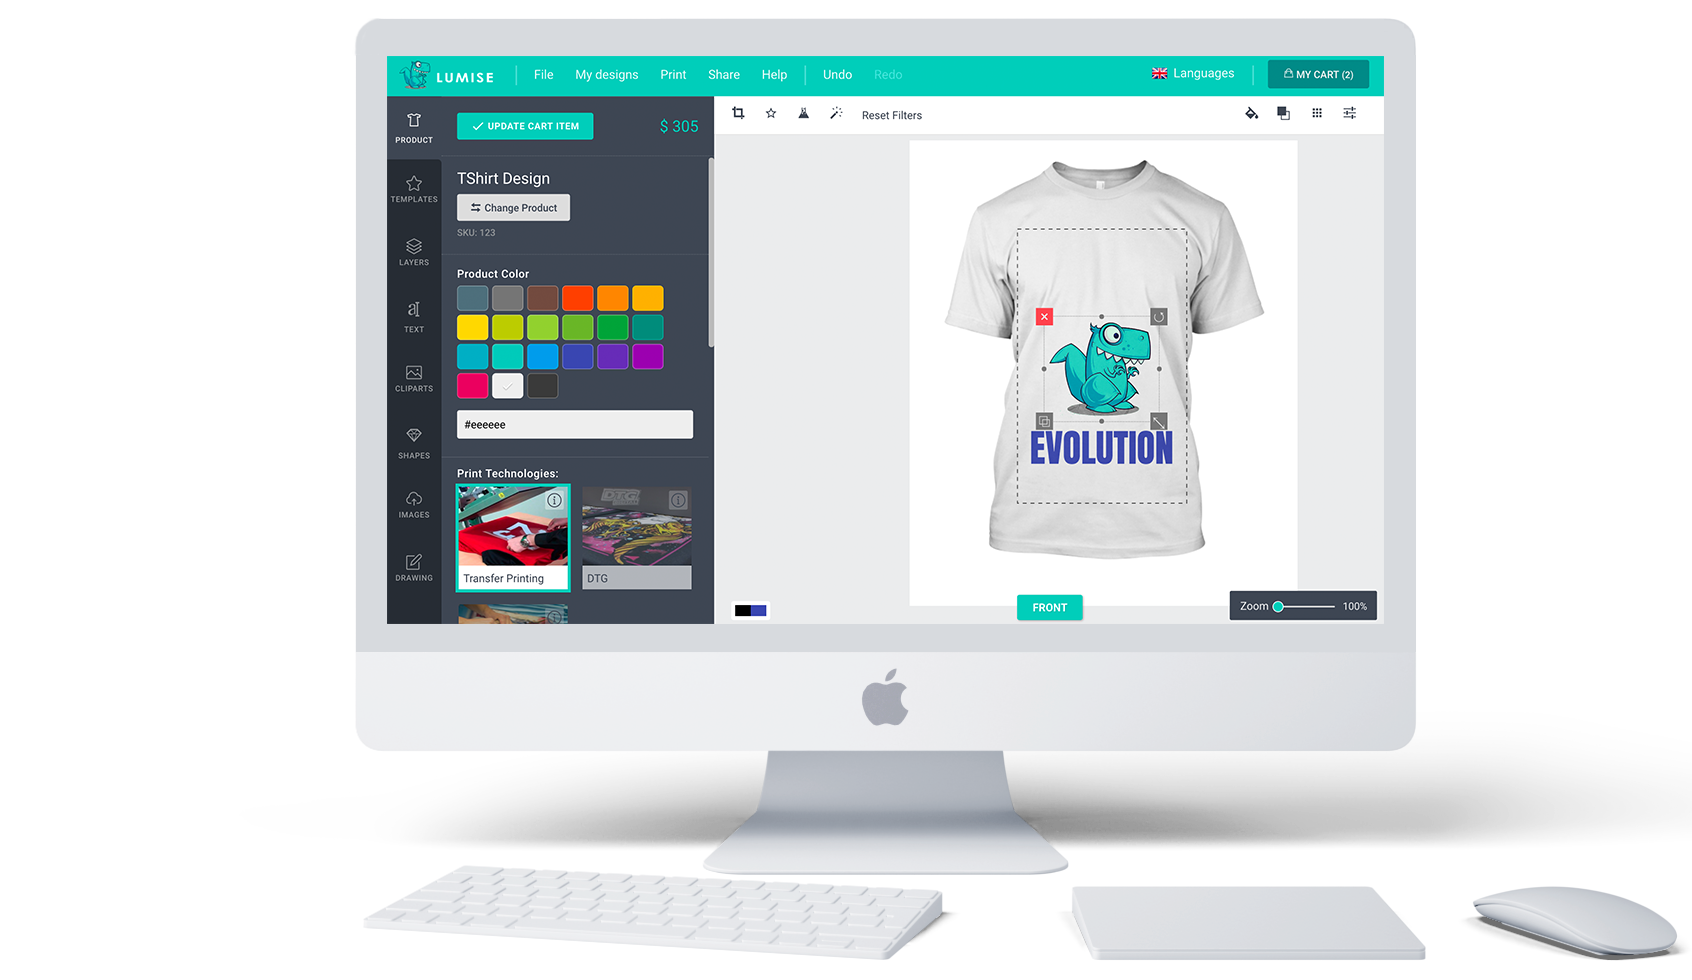 LUMISE
File
My designs
Print
Share
Help
Undo
Redo
Languages
MY CART (2)
PRODUCT
TEMPLATES
LAYERS
TEXT
CLIPARTS
SHAPES
IMAGES
DRAWING
UPDATE CART ITEM
$ 305
TShirt Design
Change Product
SKU: 123
Product Color
#eeeeee
Print Technologies:
DTG
Transfer Printing
DTG
Reset Filters
EVOLUTION
FRONT
Zoom
100%